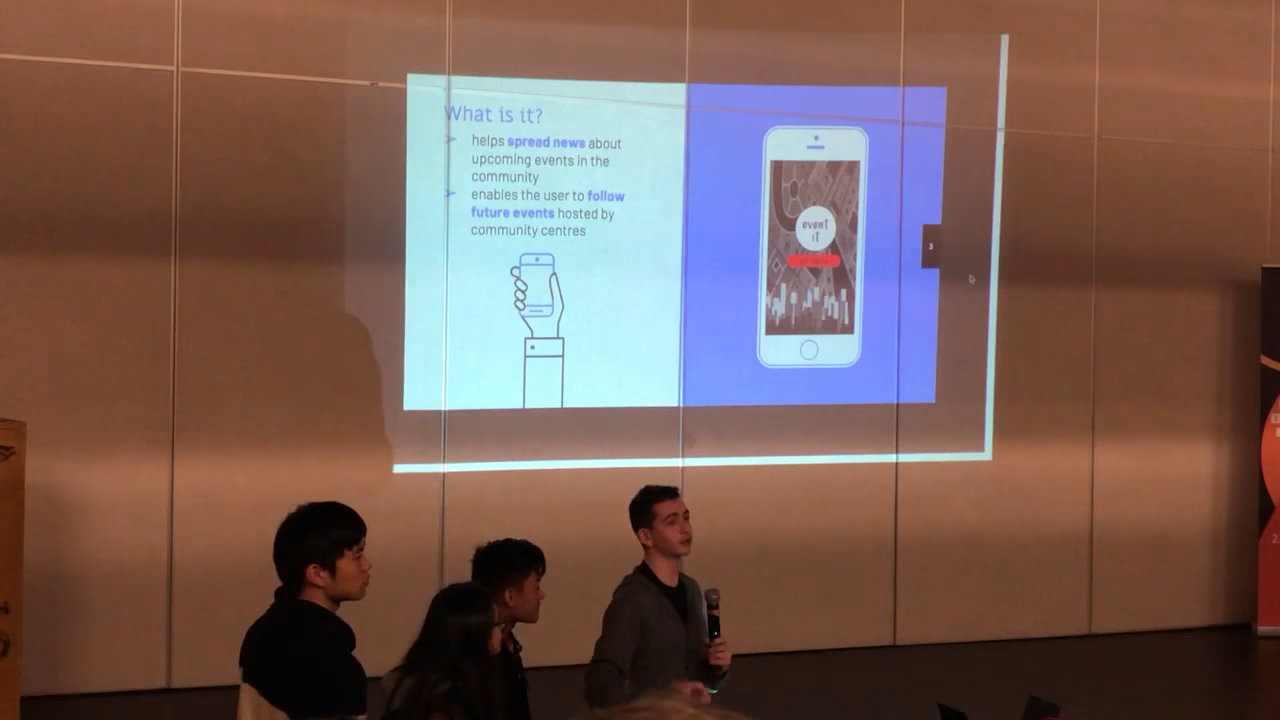 What is it?
helps spread news about
upcoming events in the
community
enables the user to follow
future events hosted by
community centres
event
it
3